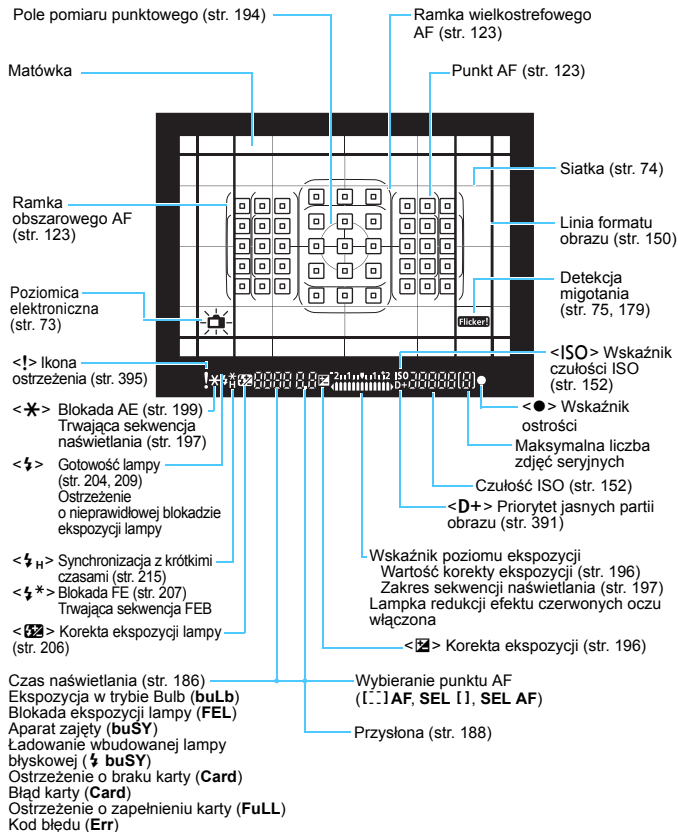 Pole pomiaru punktowego (str. 194)
Ramka wielkostrefowego
AF (str. 123)
Matówka
Punkt AF (str. 123)
Siatka (str. 74)
Ramka
obszarowego AF
(str. 123)
Linia formatu
obrazu (str. 150)
Poziomica
elektroniczna
(str. 73)
Detekcja
migotania
(str. 75, 179)
Flicker!
<!> Ikona
ostrzeżenia (str. 395)
<ISO> Wskaźnik
czułości ISO
(str. 152)
<✱> Blokada AE (str. 199)
Trwająca sekwencja
naświetlania (str. 197)
<●> Wskaźnik
ostrości
Maksymalna liczba
zdjęć seryjnych
<⚡> Gotowość lampy
(str. 204, 209)
Ostrzeżenie
o nieprawidłowej blokadzie
ekspozycji lampy
Czułość ISO (str. 152)
<D+> Priorytet jasnych partii
obrazu (str. 391)
<⚡H> Synchronizacja z krótkimi
czasami (str. 215)
<⚡*> Blokada FE (str. 207)
Trwająca sekwencja FEB
Wskaźnik poziomu ekspozycji
Wartość korekty ekspozycji (str. 196)
Zakres sekwencji naświetlania (str. 197)
Lampka redukcji efektu czerwonych oczu
włączona
<⚡±> Korekta ekspozycji lampy
(str. 206)
<±> Korekta ekspozycji (str. 196)
Czas naświetlania (str. 186)
Ekspozycja w trybie Bulb (buLb)
Blokada ekspozycji lampy (FEL)
Aparat zajęty (buSY)
Ładowanie wbudowanej lampy
błyskowej (⚡ buSY)
Ostrzeżenie o braku karty (Card)
Błąd karty (Card)
Ostrzeżenie o zapełnieniu karty (FuLL)
Kod błędu (Err)
Wybieranie punktu AF
([ ] AF, SEL [ ], SEL AF)
Przysłona (str. 188)